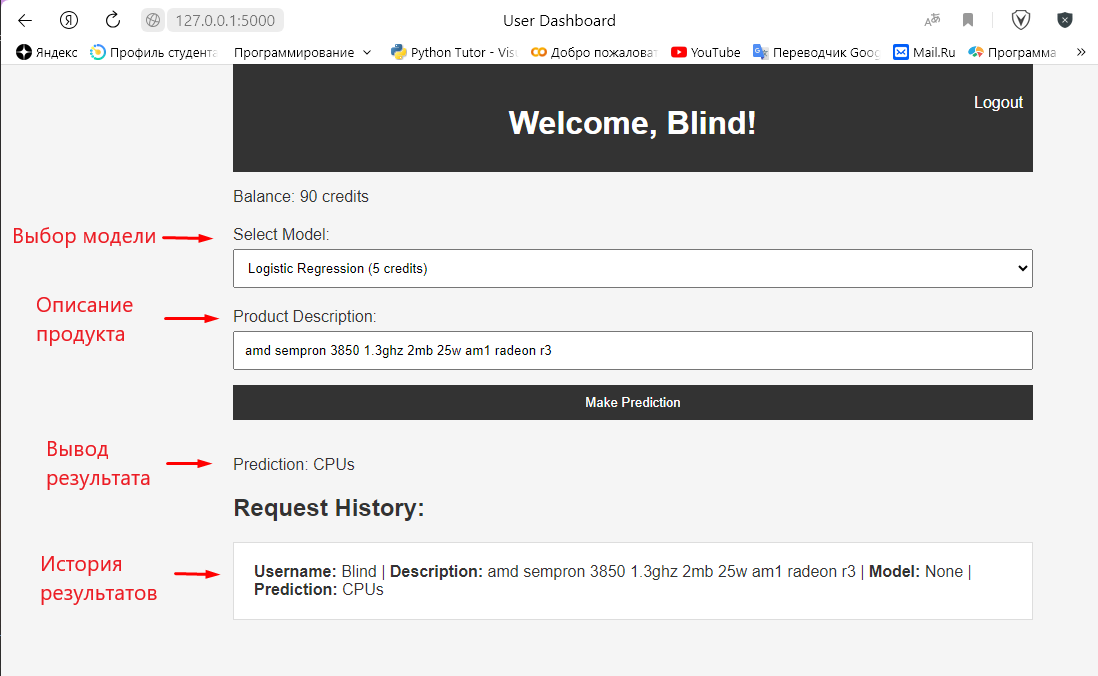 Я 127.0.0.1:5000 User Dashboard
Яндекс Профиль студента Программирование Python Tutor - Vis Добро пожаловат YouTube Переводчик Goog Mail.Ru Программа »
Welcome, Blind!
Logout
Balance: 90 credits
Выбор модели
Select Model:
Logistic Regression (5 credits)
Описание
продукта
Product Description:
amd sempron 3850 1.3ghz 2mb 25w am1 radeon r3
Make Prediction
Вывод
результата
Prediction: CPUs
Request History:
История
результатов
Username: Blind | Description: amd sempron 3850 1.3ghz 2mb 25w am1 radeon r3 | Model: None |
Prediction: CPUs